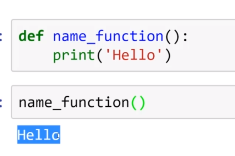 def name_function():
    print('Hello')
name_function()
Hello